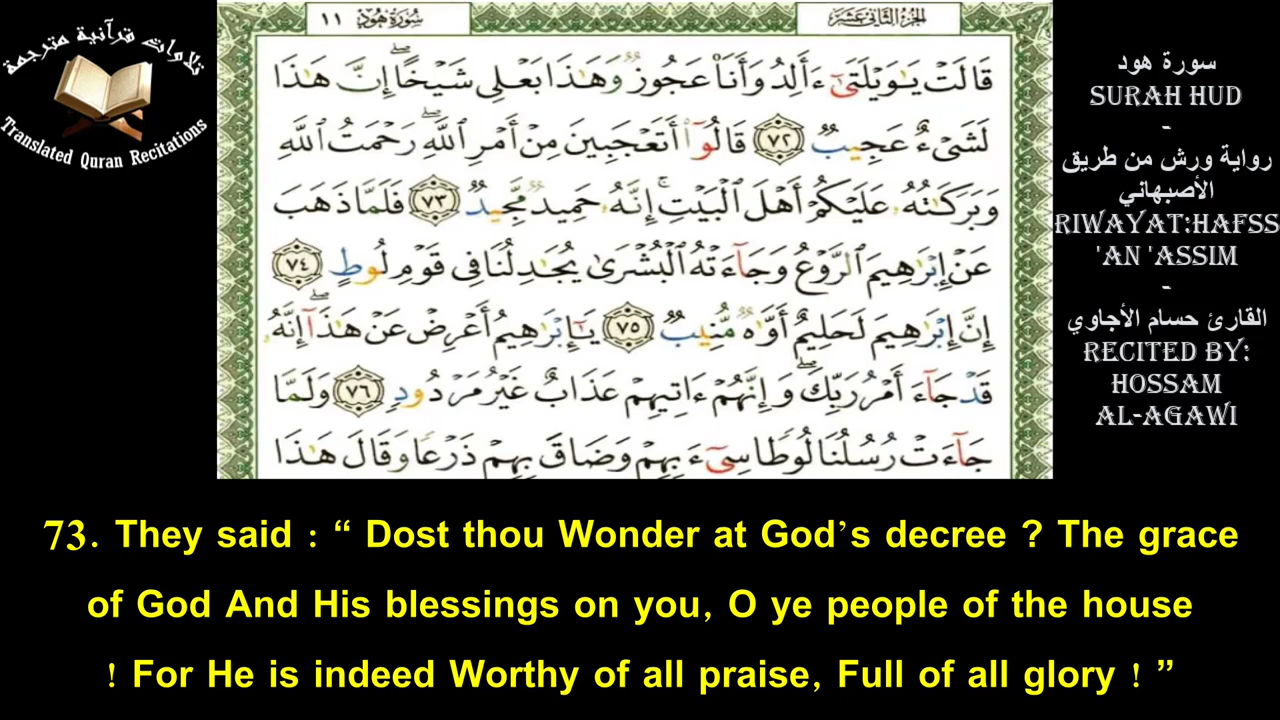 تلاوات قرآنية مترجمة
Translated Quran Recitations
سُورَةُ هُودٍ ١١
الجزء الثاني عشر
قَالَتْ يَٰوَيْلَتَىٰٓ ءَأَلِدُ وَأَنَا۠ عَجُوزٌ وَهَٰذَا بَعْلِى شَيْخًا ۖ إِنَّ هَٰذَا
لَشَىْءٌ عَجِيبٌ ٧٢ قَالُوٓا۟ أَتَعْجَبِينَ مِنْ أَمْرِ ٱللَّهِ ۖ رَحْمَتُ ٱللَّهِ
وَبَرَكَٰتُهُۥ عَلَيْكُمْ أَهْلَ ٱلْبَيْتِ ۚ إِنَّهُۥ حَمِيدٌ مَّجِيدٌ ٧٣ فَلَمَّا ذَهَبَ
عَنْ إِبْرَٰهِيمَ ٱلرَّوْعُ وَجَآءَتْهُ ٱلْبُشْرَىٰ يُجَٰدِلُنَا فِى قَوْمِ لُوطٍ ٧٤
إِنَّ إِبْرَٰهِيمَ لَحَلِيمٌ أَوَّٰهٌ مُّنِيبٌ ٧٥ يَٰٓإِبْرَٰهِيمُ أَعْرِضْ عَنْ هَٰذَآ ۖ إِنَّهُۥ
قَدْ جَآءَ أَمْرُ رَبِّكَ ۖ وَإِنَّهُمْ ءَاتِيهِمْ عَذَابٌ غَيْرُ مَرْدُودٍ ٧٦ وَلَمَّا
جَآءَتْ رُسُلُنَا لُوطًا سِىٓءَ بِهِمْ وَضَاقَ بِهِمْ ذَرْعًا وَقَالَ هَٰذَا
سورة هود
SURAH HUD
-
رواية ورش من طريق
الأصبهاني
RIWAYAT:HAFSS
'AN 'ASSIM
-
القارئ حسام الأجاوي
RECITED BY:
HOSSAM
AL-AGAWI
73. They said : “ Dost thou Wonder at God’s decree ? The grace
of God And His blessings on you, O ye people of the house
! For He is indeed Worthy of all praise, Full of all glory ! ”